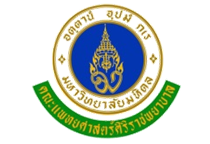 อตฺตานํ อุปมํ กเร
มหาวิทยาลัยมหิดล
คณะแพทยศาสตร์ศิริราชพยาบาล